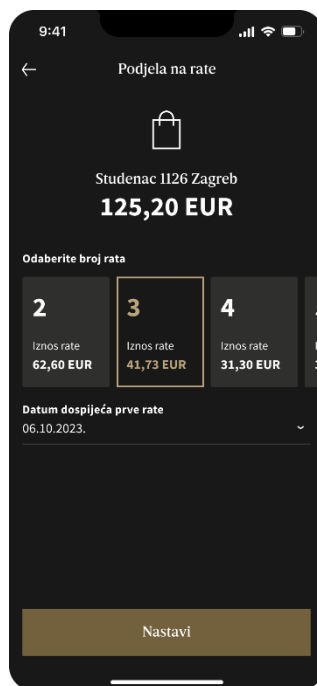 9:41
Podjela na rate
Studenac 1126 Zagreb
125,20 EUR
Odaberite broj rata
2
Iznos rate
62,60 EUR
3
Iznos rate
41,73 EUR
4
Iznos rate
31,30 EUR
Datum dospijeća prve rate
06.10.2023.
Nastavi